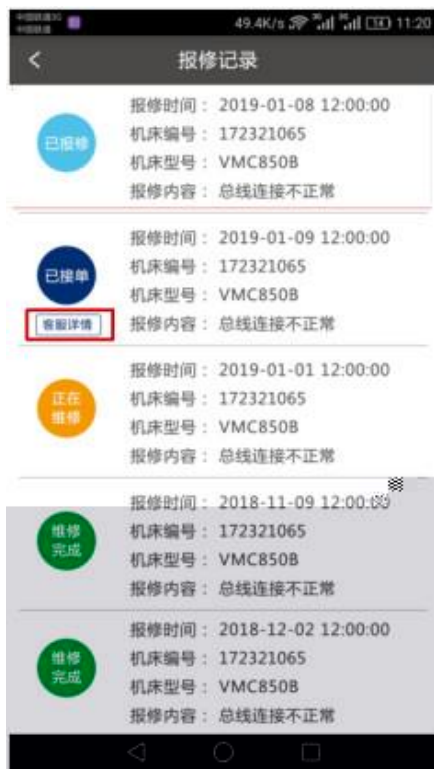 49.4K/s 11:20
报修记录
报修时间： 2019-01-08 12:00:00
已报修
机床编号： 172321065
机床型号： VMC850B
报修内容： 总线连接不正常
报修时间： 2019-01-09 12:00:00
已接单
机床编号： 172321065
机床型号： VMC850B
客服详情
报修内容： 总线连接不正常
报修时间： 2019-01-01 12:00:00
正在
维修
机床编号： 172321065
机床型号： VMC850B
报修内容： 总线连接不正常
报修时间： 2018-11-09 12:00:00
维修
完成
机床编号： 172321065
机床型号： VMC850B
报修内容： 总线连接不正常
报修时间： 2018-12-02 12:00:00
维修
完成
机床编号： 172321065
机床型号： VMC850B
报修内容： 总线连接不正常